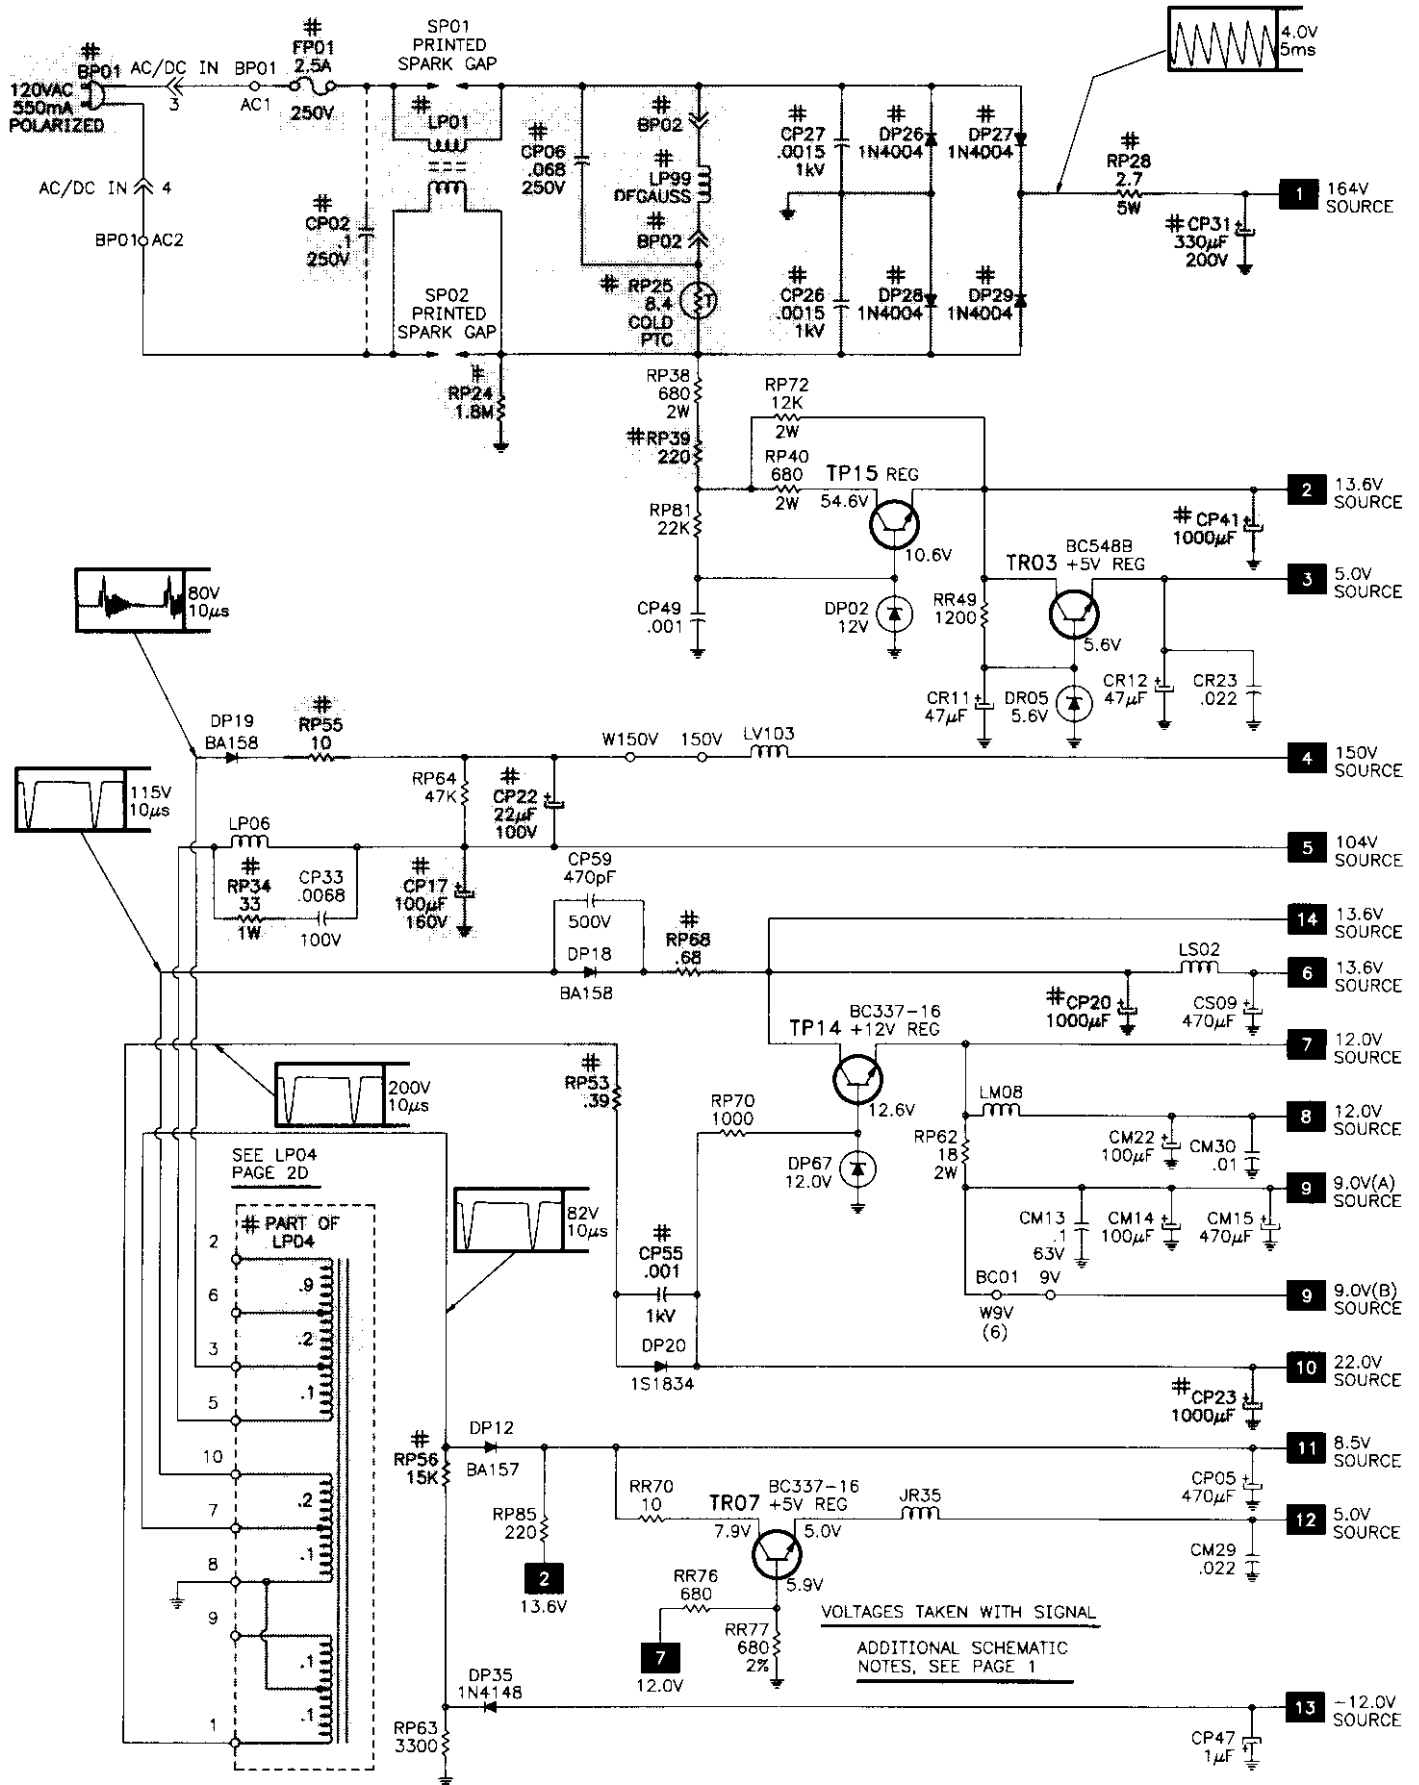 SP01
PRINTED
SPARK GAP
#
FP01
2.5A
250V
#
BP01
120VAC
550mA
POLARIZED
AC/DC IN
3
BP01
AC1
4.0V
5ms
#
LP01
AC/DC IN
4
BP01
AC2
#
CP02
.1
250V
#
CP06
.068
250V
#
BP02
#
LP99
DEGAUSS
#
BP02
#
CP27
.0015
1kV
#
DP26
1N4004
#
DP27
1N4004
#
RP28
2.7
5W
1
164V
SOURCE
# CP31
330µF
200V
SP02
PRINTED
SPARK GAP
# RP25
8.4
COLD
PTC
T
#
CP26
.0015
1kV
#
DP28
1N4004
#
DP29
1N4004
#
RP24
1.8M
RP38
680
2W
#RP39
220
RP72
12K
2W
RP40
680
2W
TP15 REG
54.6V
10.6V
2
13.6V
SOURCE
# CP41
1000µF
RP81
22K
CP49
.001
DP02
12V
BC548B
TR03 +5V REG
5.6V
3
5.0V
SOURCE
RR49
1200
CR11
47µF
DR05
5.6V
CR12
47µF
CR23
.022
80V
10µs
DP19
BA158
#
RP55
10
W150V
150V
LV103
4
150V
SOURCE
115V
10µs
RP64
47K
#
CP22
22µF
100V
LP06
5
104V
SOURCE
#
RP34
33
1W
CP33
.0068
100V
#
CP17
100µF
160V
CP59
470pF
500V
DP18
BA158
#
RP68
.68
14
13.6V
SOURCE
LS02
6
13.6V
SOURCE
#CP20
1000µF
CS09
470µF
BC337-16
TP14 +12V REG
12.6V
7
12.0V
SOURCE
200V
10µs
#
RP53
.39
RP70
1000
DP67
12.0V
LM08
8
12.0V
SOURCE
RP62
18
2W
CM22
100µF
CM30
.01
SEE LP04
PAGE 2D
82V
10µs
9
9.0V(A)
SOURCE
CM13
.1
63V
CM14
100µF
CM15
470µF
# PART OF
LP04
#
CP55
.001
1kV
BC01
W9V
(6)
9V
9
9.0V(B)
SOURCE
DP20
1S1834
10
22.0V
SOURCE
# CP23
1000µF
2
6
3
5
10
7
8
9
1
.9
.2
.1
.2
.1
.1
.1
#
RP56
15K
DP12
BA157
11
8.5V
SOURCE
CP05
470µF
RP85
220
2
13.6V
RR70
10
BC337-16
TR07 +5V REG
7.9V
5.0V
5.9V
JR35
12
5.0V
SOURCE
CM29
.022
RR76
680
7
12.0V
RR77
680
2%
VOLTAGES TAKEN WITH SIGNAL
ADDITIONAL SCHEMATIC
NOTES, SEE PAGE 1
DP35
1N4148
RP63
3300
13
-12.0V
SOURCE
CP47
1µF